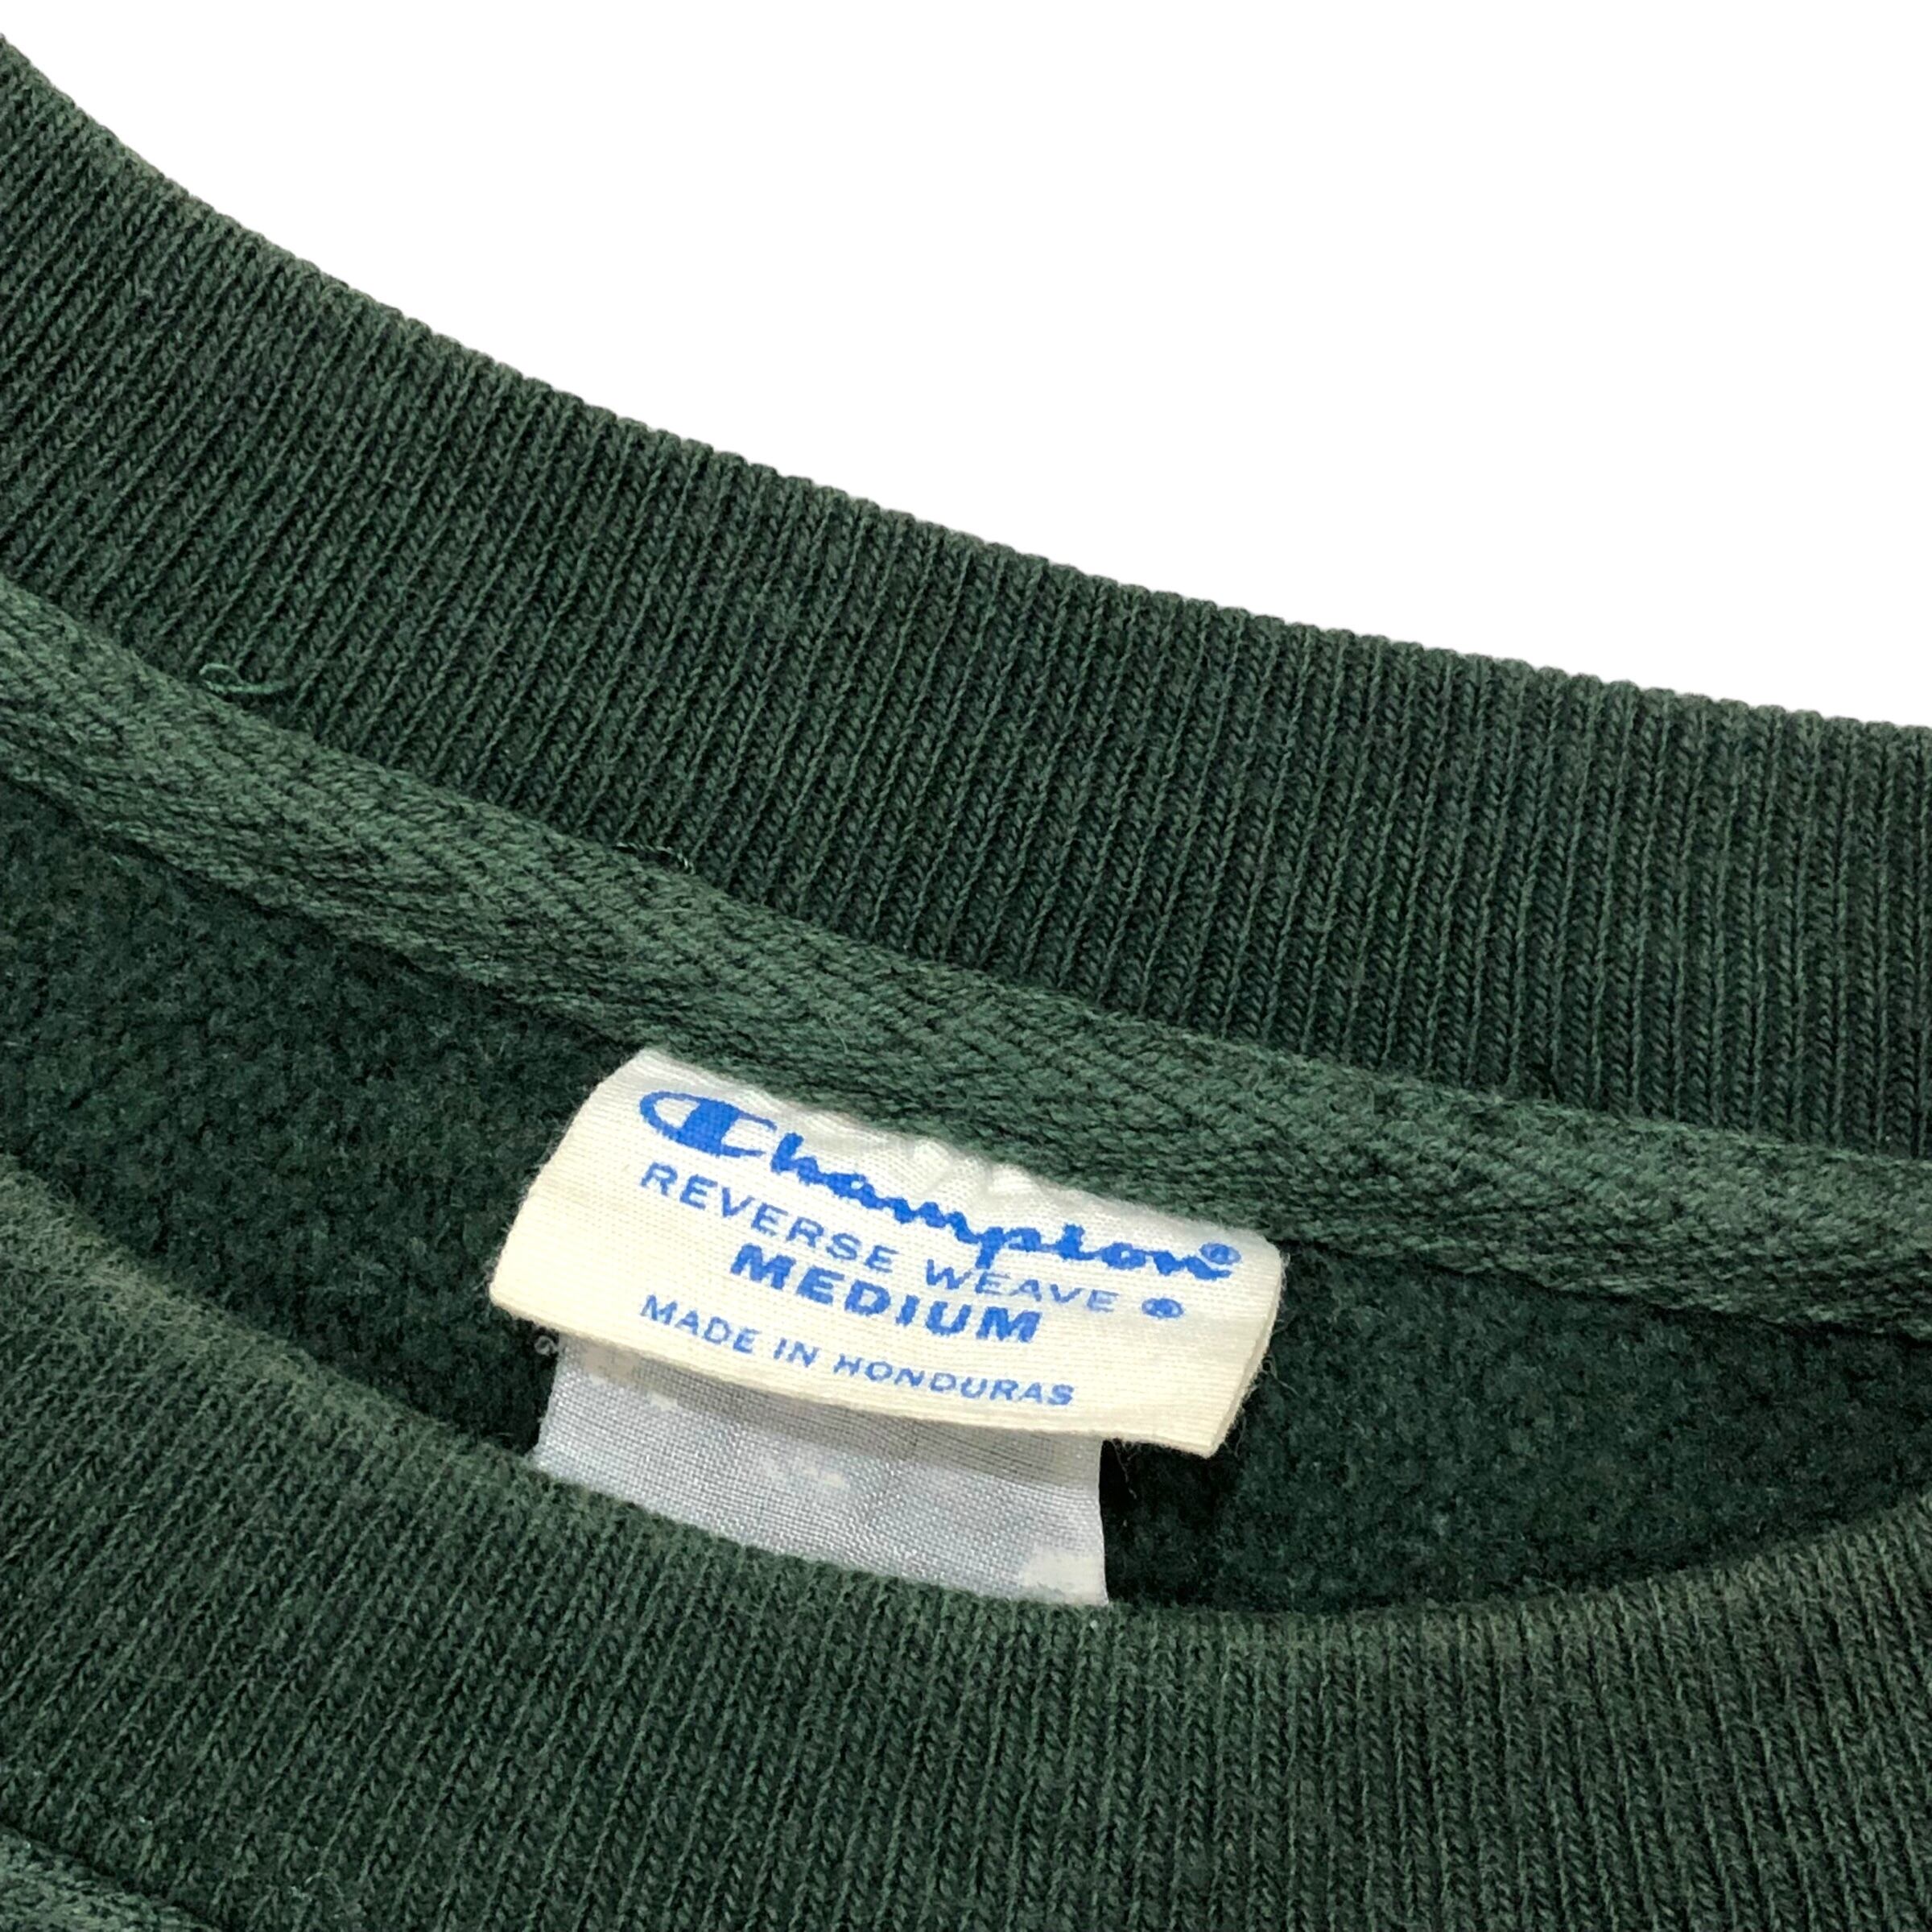 Champion®
REVERSE WEAVE ®
MEDIUM
MADE IN HONDURAS